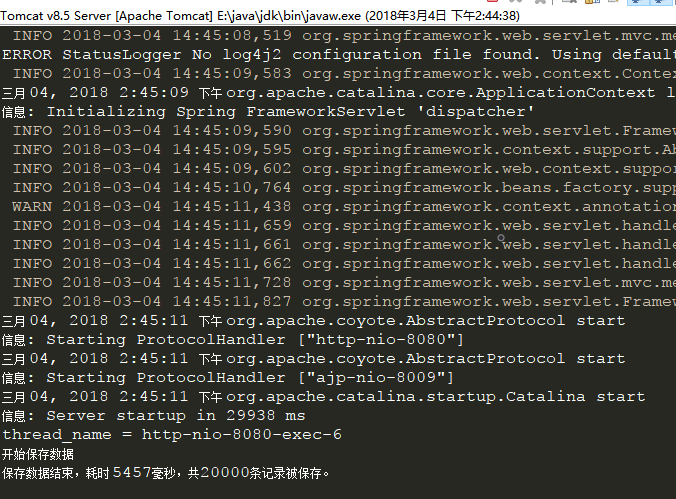 Tomcat v8.5 Server [Apache Tomcat] E:\java\jdk\bin\javaw.exe (2018年3月4日 下午2:44:38)
INFO 2018-03-04 14:45:08,519 org.springframework.web.servlet.mvc.me
ERROR StatusLogger No log4j2 configuration file found. Using default
INFO 2018-03-04 14:45:09,583 org.springframework.web.context.Contex
三月 04, 2018 2:45:09 下午 org.apache.catalina.core.ApplicationContext l
信息: Initializing Spring FrameworkServlet 'dispatcher'
INFO 2018-03-04 14:45:09,590 org.springframework.web.servlet.Framew
INFO 2018-03-04 14:45:09,595 org.springframework.context.support.Ab
INFO 2018-03-04 14:45:09,602 org.springframework.web.context.suppor
INFO 2018-03-04 14:45:10,764 org.springframework.beans.factory.supp
WARN 2018-03-04 14:45:11,438 org.springframework.context.annotation
INFO 2018-03-04 14:45:11,659 org.springframework.web.servlet.handle
INFO 2018-03-04 14:45:11,661 org.springframework.web.servlet.handle
INFO 2018-03-04 14:45:11,662 org.springframework.web.servlet.handle
INFO 2018-03-04 14:45:11,728 org.springframework.web.servlet.mvc.me
INFO 2018-03-04 14:45:11,827 org.springframework.web.servlet.Framew
三月 04, 2018 2:45:11 下午 org.apache.coyote.AbstractProtocol start
信息: Starting ProtocolHandler ["http-nio-8080"]
三月 04, 2018 2:45:11 下午 org.apache.coyote.AbstractProtocol start
信息: Starting ProtocolHandler ["ajp-nio-8009"]
三月 04, 2018 2:45:11 下午 org.apache.catalina.startup.Catalina start
信息: Server startup in 29938 ms
thread_name = http-nio-8080-exec-6
开始保存数据
保存数据结束，耗时 5457毫秒，共20000条记录被保存。